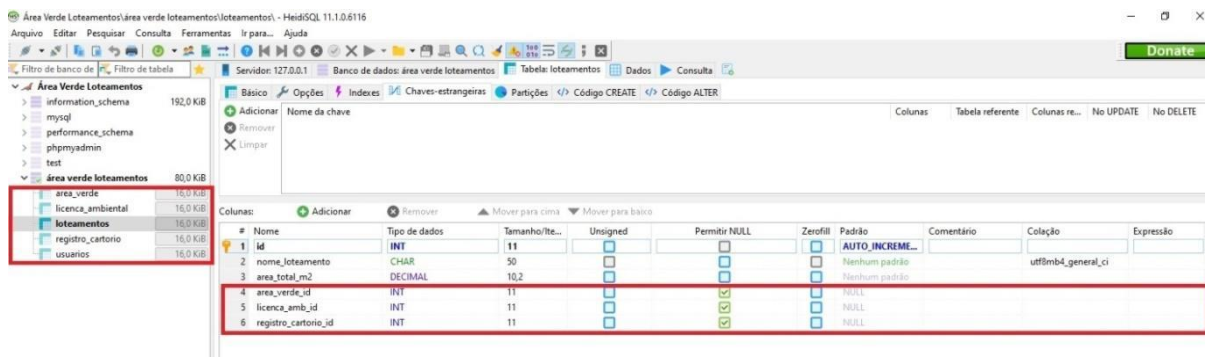 Área Verde Loteamentos\área verde loteamentos\loteamentos\ - HeidiSQL 11.1.0.6116
Arquivo Editar Pesquisar Consulta Ferramentas Ir para... Ajuda
Donate
Filtro de banco de Filtro de tabela
Servidor: 127.0.0.1 Banco de dados: área verde loteamentos Tabela: loteamentos Dados Consulta
Área Verde Loteamentos
information_schema 192,0 KiB
mysql
performance_schema
phpmyadmin
test
área verde loteamentos 80,0 KiB
area_verde 16,0 KiB
licenca_ambiental 16,0 KiB
loteamentos 16,0 KiB
registro_cartorio 16,0 KiB
usuarios 16,0 KiB
Básico Opções Indexes Chaves-estrangeiras Partições Código CREATE Código ALTER
Adicionar Nome da chave Colunas Tabela referente Colunas re... No UPDATE No DELETE
Remover
Limpar
Colunas: Adicionar Remover Mover para cima Mover para baixo
# Nome Tipo de dados Tamanho/Ite... Unsigned Permitir NULL Zerofill Padrão Comentário Colação Expressão
1 id INT 11 AUTO_INCREME...
2 nome_loteamento CHAR 50 Nenhum padrão utf8mb4_general_ci
3 area_total_m2 DECIMAL 10,2 Nenhum padrão
4 area_verde_id INT 11 NULL
5 licenca_amb_id INT 11 NULL
6 registro_cartorio_id INT 11 NULL